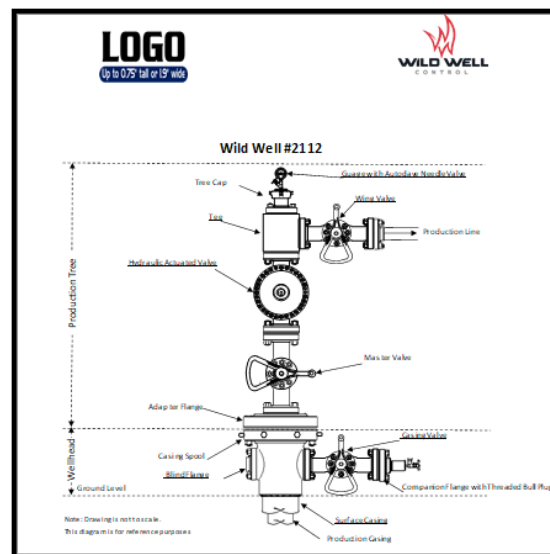 LOGO
Up to 0.75" tall or 1.9" wide
WILD WELL
CONTROL
Wild Well #2112
Guage with Autoclave Needle Valve
Tree Cap
Wing Valve
Tee
Production Line
Hydraulic Actuated Valve
Production Tree
Master Valve
Adapter Flange
Casing Valve
Casing Spool
Wellhead
Blind Flange
Ground Level
Companion Flange with Threaded Bull Plug
Surface Casing
Note: Drawing is not to scale.
This diagram is for reference purposes
Production Casing